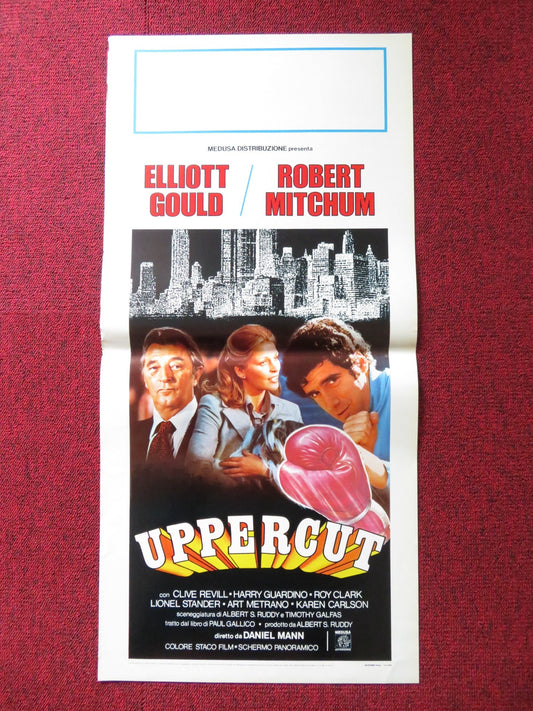 MEDUSA DISTRIBUZIONE presenta
ELLIOTT GOULD / ROBERT MITCHUM
UPPERCUT
con CLIVE REVILL • HARRY GUARDINO • ROY CLARK
LIONEL STANDER • ART METRANO • KAREN CARLSON
sceneggiatura di ALBERT S. RUDDY e TIMOTHY GALFAS
tratto dal libro di PAUL GALLICO • prodotto da ALBERT S. RUDDY
diretto da DANIEL MANN
COLORE STACO FILM • SCHERMO PANORAMICO
MEDUSA